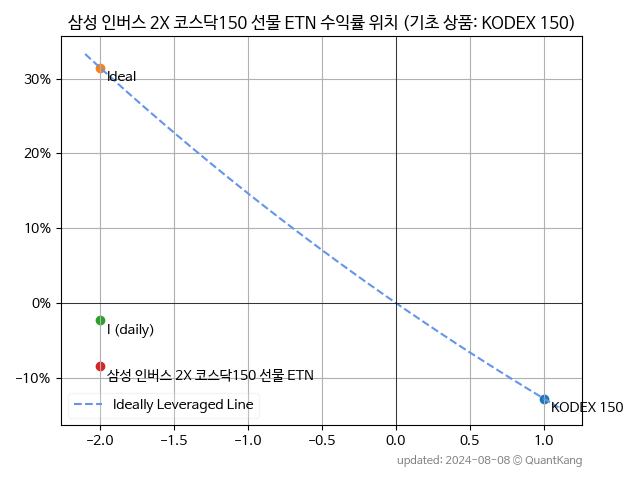 삼성 인버스 2X 코스닥150 선물 ETN 수익률 위치 (기초 상품: KODEX 150)
30%
20%
10%
0%
−10%
Ideal
I (daily)
삼성 인버스 2X 코스닥150 선물 ETN
KODEX 150
Ideally Leveraged Line
−2.0 −1.5 −1.0 −0.5 0.0 0.5 1.0
updated: 2024-08-08 © QuantKang